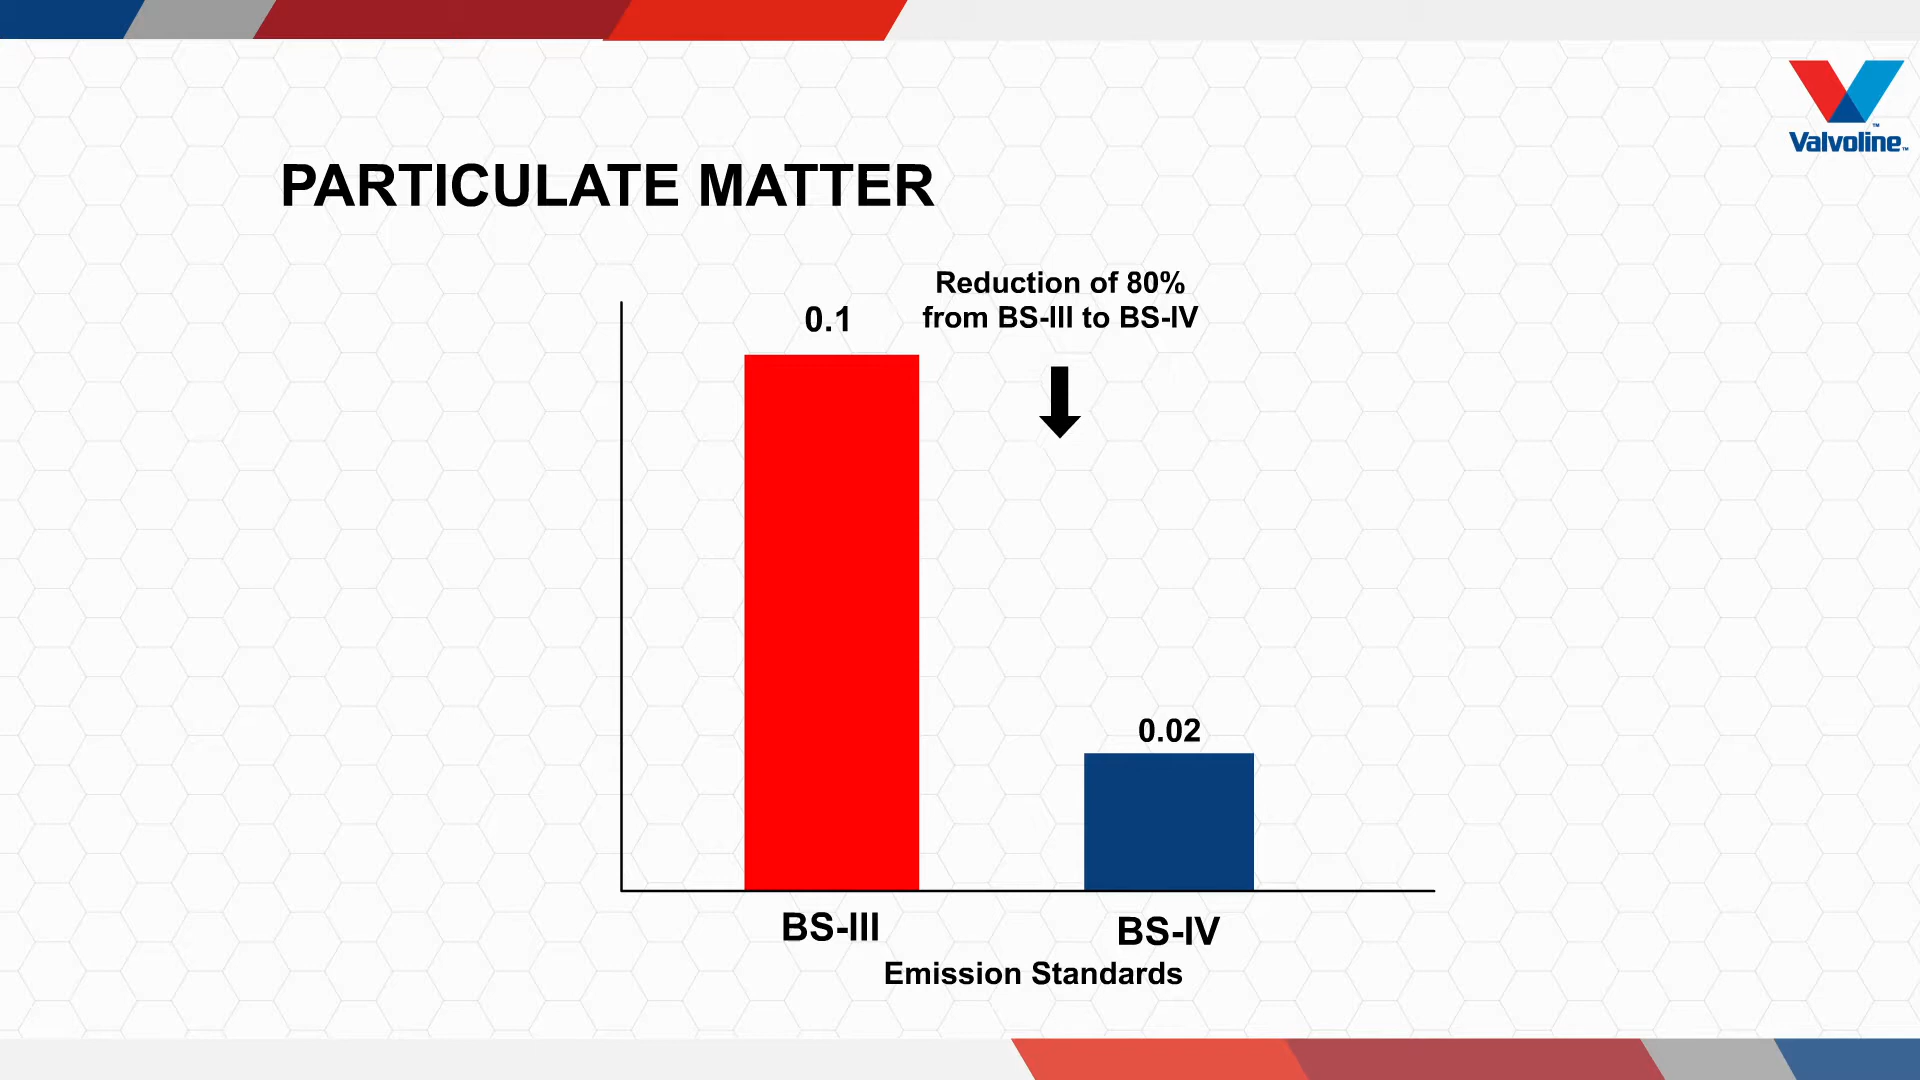 Valvoline™
PARTICULATE MATTER
Reduction of 80%
from BS-III to BS-IV
0.1
0.02
BS-III
BS-IV
Emission Standards